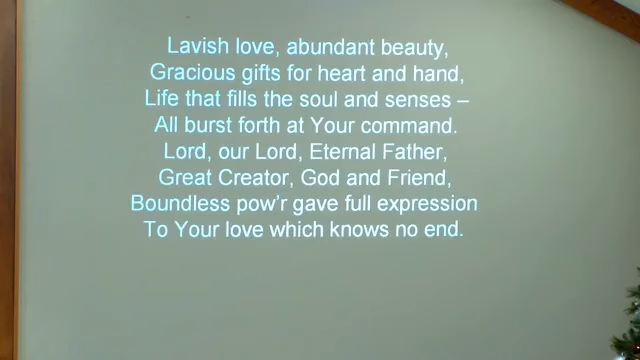 Lavish love, abundant beauty,
Gracious gifts for heart and hand,
Life that fills the soul and senses –
All burst forth at Your command.
Lord, our Lord, Eternal Father,
Great Creator, God and Friend,
Boundless pow'r gave full expression
To Your love which knows no end.